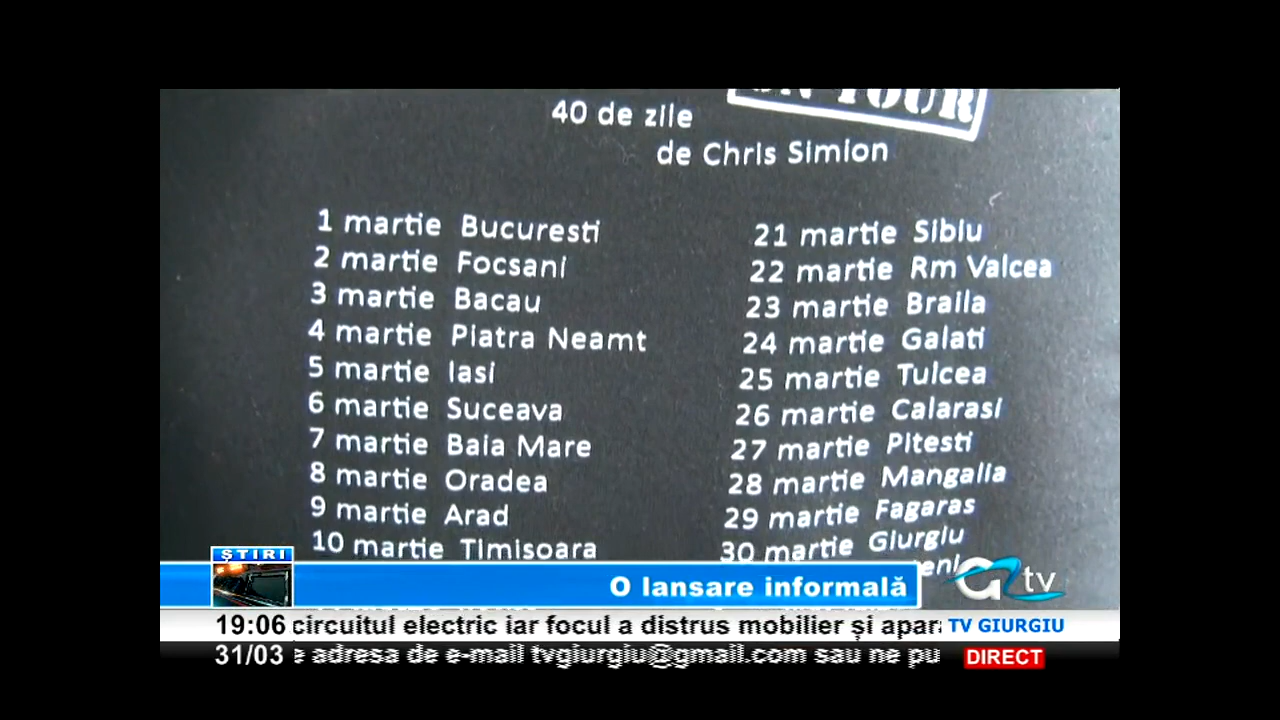 ON TOUR
40 de zile
de Chris Simion
1 martie Bucuresti
2 martie Focsani
3 martie Bacau
4 martie Piatra Neamt
5 martie Iasi
6 martie Suceava
7 martie Baia Mare
8 martie Oradea
9 martie Arad
10 martie Timisoara
21 martie Sibiu
22 martie Rm Valcea
23 martie Braila
24 martie Galati
25 martie Tulcea
26 martie Calarasi
27 martie Pitesti
28 martie Mangalia
29 martie Fagaras
30 martie Giurgiu
ȘTIRI
O lansare informală
G tv
19:06 circuitul electric iar focul a distrus mobilier și apar
TV GIURGIU
31/03 e adresa de e-mail tvgiurgiu@gmail.com sau ne pu
DIRECT